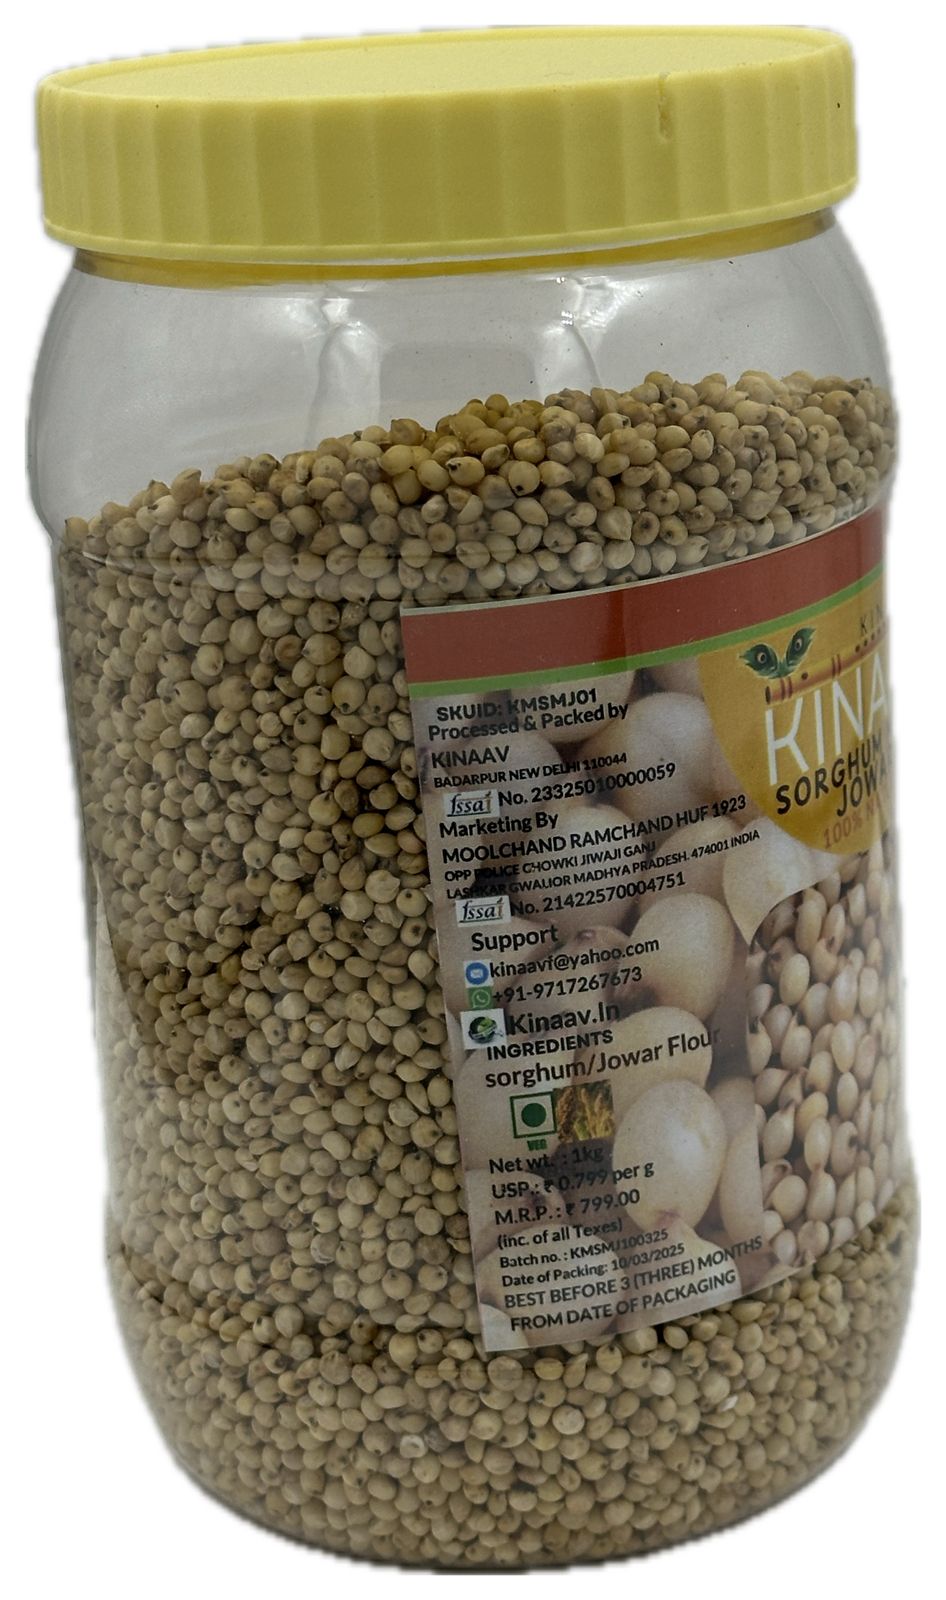 SKUID: KMSMJ01
Processed & Packed by
KINAAV
BADARPUR NEW DELHI 110044
fssai No. 23325010000059
Marketing By
MOOLCHAND RAMCHAND HUF 1923
OPP POLICE CHOWKI JIWAJI GANJ
LASHKAR GWALIOR MADHYA PRADESH. 474001 INDIA
fssai No. 21422570004751
Support
kinaavf@yahoo.com
+91-9717267673
Kinaav.In
INGREDIENTS
sorghum/Jowar Flour
VEG
Net wt. : 1kg
USP.: ₹ 0.799 per g
M.R.P. : ₹ 799.00
(inc. of all Texes)
Batch no. : KMSMJ100325
Date of Packing: 10/03/2025
BEST BEFORE 3 (THREE) MONTHS
FROM DATE OF PACKAGING
KINA
SORGHUM
JOWA
100%